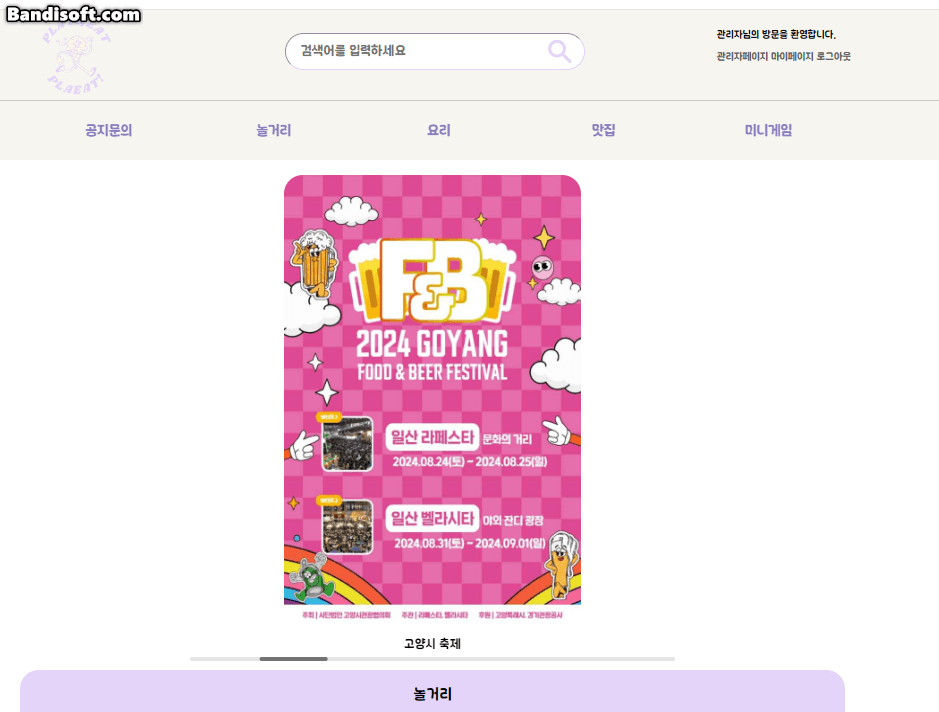 Bandisoft.com
PLAEEAT
PLAEAT!
검색어를 입력하세요
관리자님의 방문을 환영합니다.
관리자페이지 마이페이지 로그아웃
공지문의 놀거리 요리 맛집 미니게임
F&B
2024 GOYANG
FOOD & BEER FESTIVAL
일산 라페스타 문화의 거리
2024.08.24(토) ~ 2024.08.25(일)
일산 벨라시타 야외 잔디 광장
2024.08.31(토) ~ 2024.09.01(일)
주최 | 사단법인 고양시관광협의회 주관 | 라페스타, 벨라시타 후원 | 고양특례시, 경기관광공사
고양시 축제
놀거리